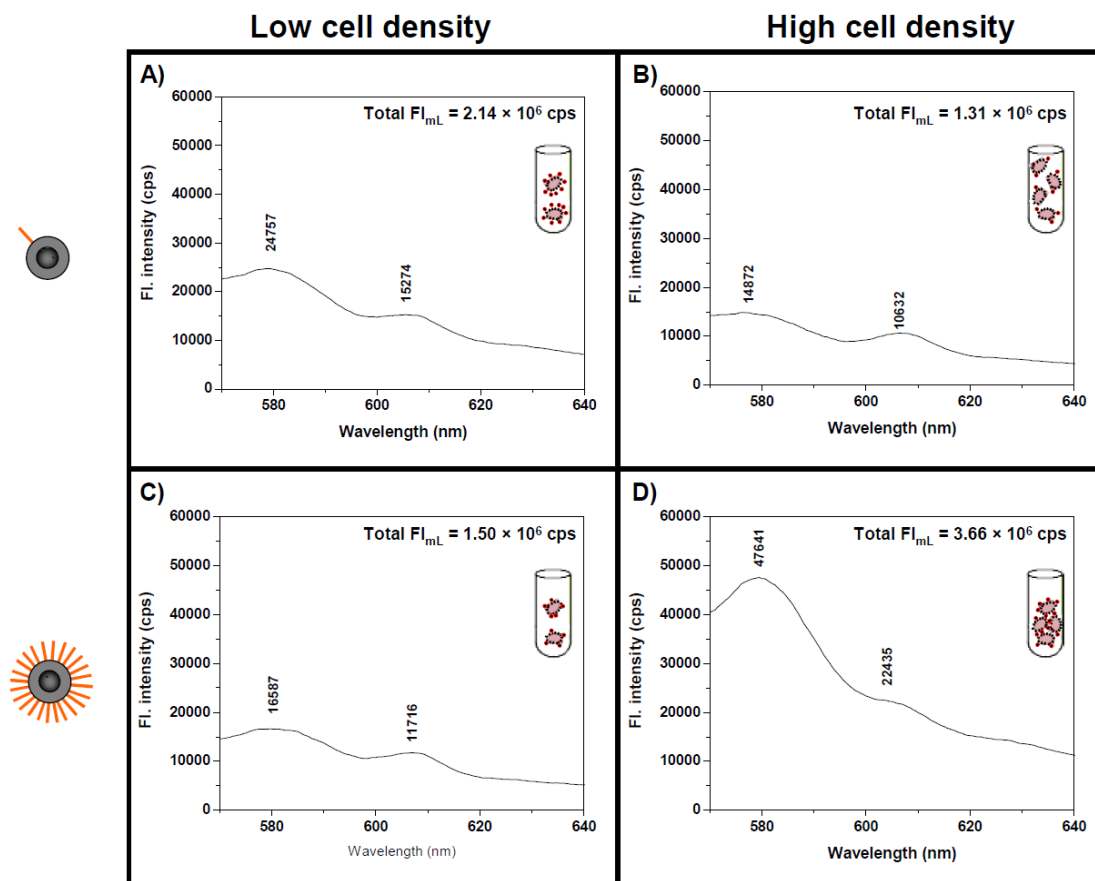 Low cell density
High cell density
A)
Total FI_mL = 2.14 × 10⁶ cps
60000
50000
40000
30000
20000
10000
0
Fl. intensity (cps)
24757
15274
580
600
620
640
Wavelength (nm)
B)
Total FI_mL = 1.31 × 10⁶ cps
60000
50000
40000
30000
20000
10000
0
Fl. intensity (cps)
14872
10632
580
600
620
640
Wavelength (nm)
C)
Total FI_mL = 1.50 × 10⁶ cps
60000
50000
40000
30000
20000
10000
0
Fl. intensity (cps)
16587
11716
580
600
620
640
Wavelength (nm)
D)
Total FI_mL = 3.66 × 10⁶ cps
60000
50000
40000
30000
20000
10000
0
Fl. intensity (cps)
47641
22435
580
600
620
640
Wavelength (nm)